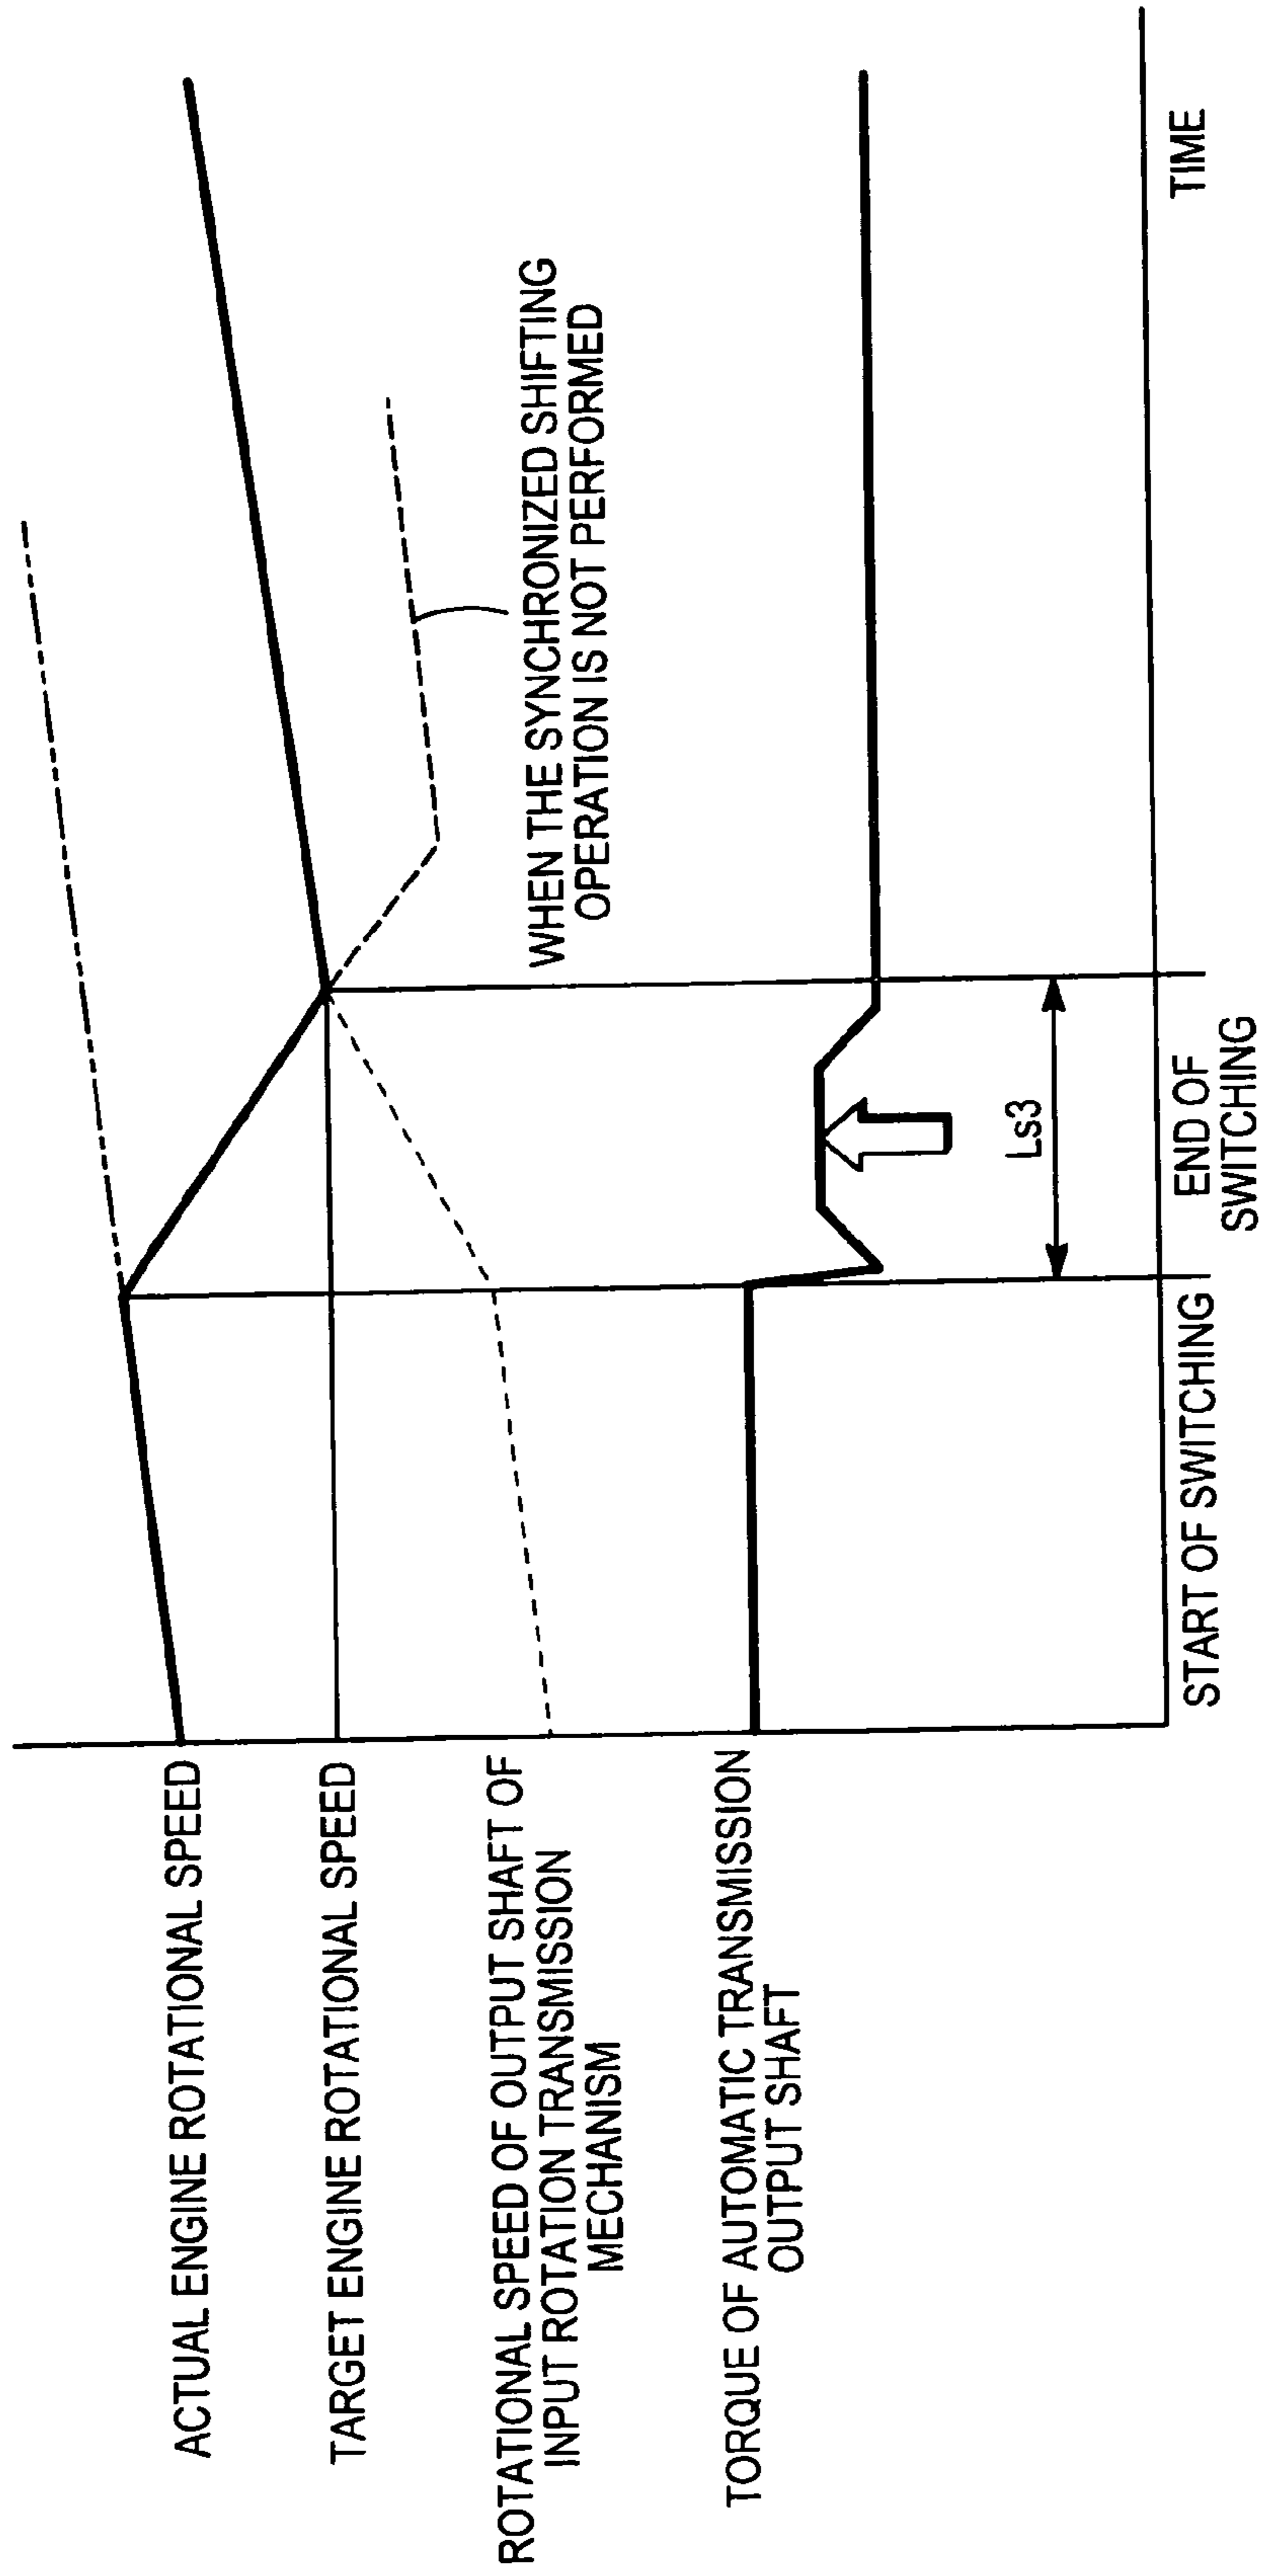 ACTUAL ENGINE ROTATIONAL SPEED
TARGET ENGINE ROTATIONAL SPEED
ROTATIONAL SPEED OF OUTPUT SHAFT OF
INPUT ROTATION TRANSMISSION
MECHANISM
TORQUE OF AUTOMATIC TRANSMISSION
OUTPUT SHAFT
WHEN THE SYNCHRONIZED SHIFTING
OPERATION IS NOT PERFORMED
Ls3
START OF SWITCHING
END OF
SWITCHING
TIME